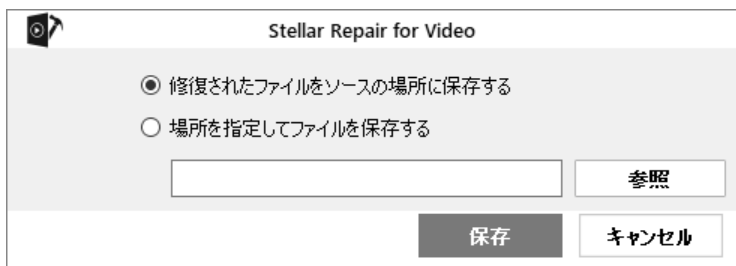 Stellar Repair for Video
修復されたファイルをソースの場所に保存する
場所を指定してファイルを保存する
参照
保存 キャンセル